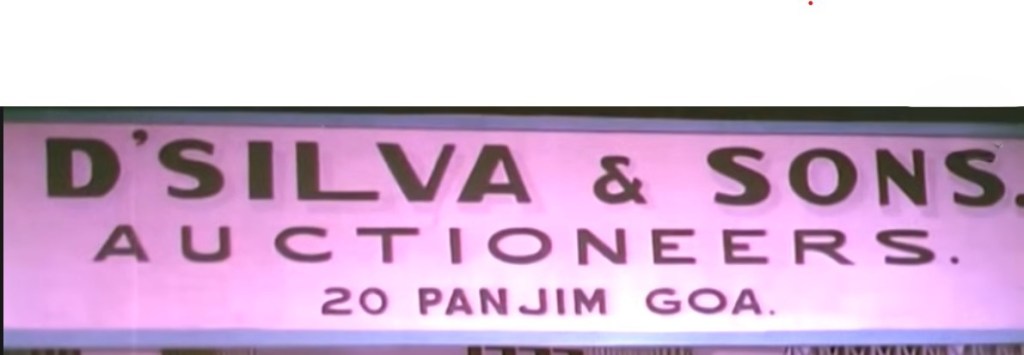 D'SILVA & SONS.
AUCTIONEERS.
20 PANJIM GOA.